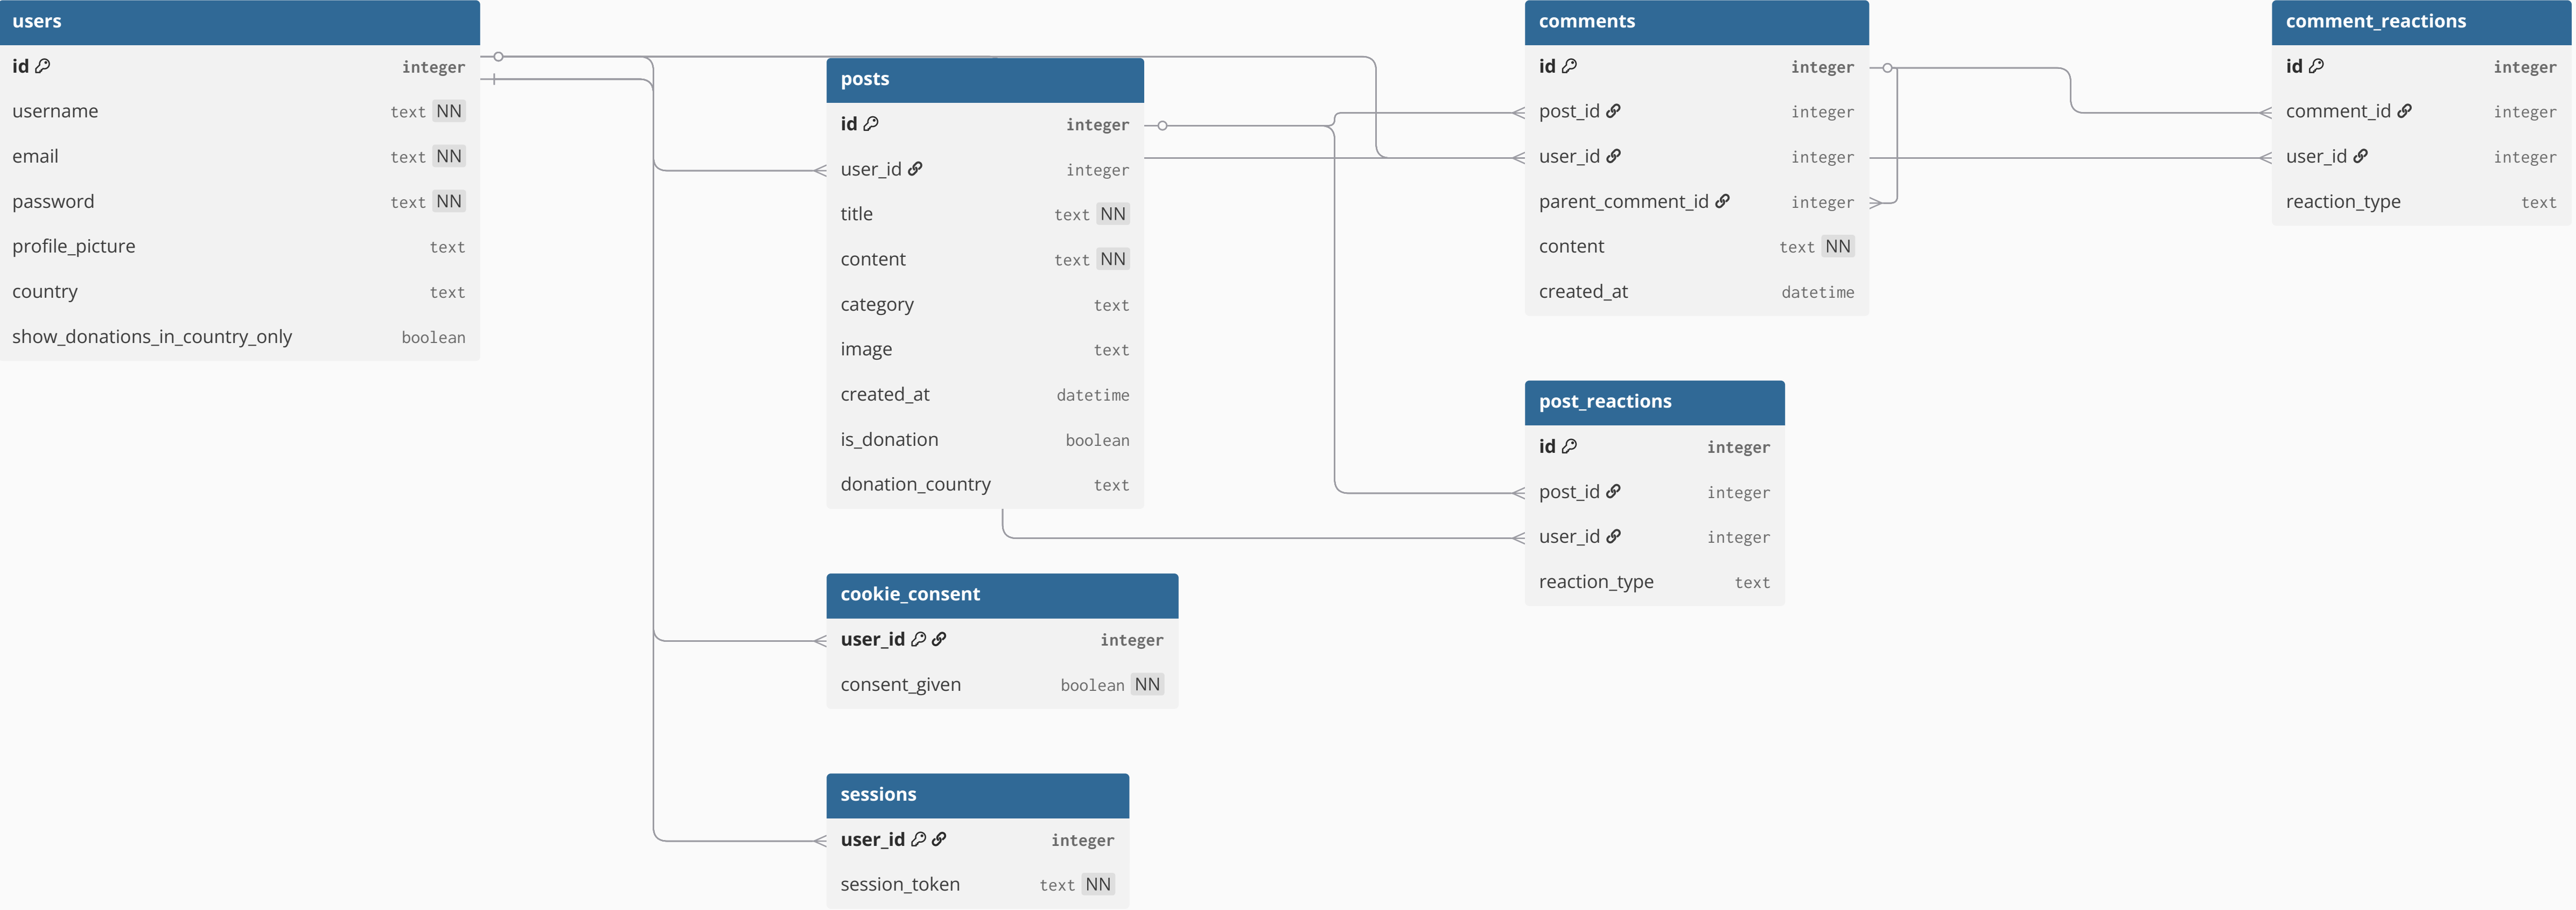 users
id integer
username text NN
email text NN
password text NN
profile_picture text
country text
show_donations_in_country_only boolean
posts
id integer
user_id integer
title text NN
content text NN
category text
image text
created_at datetime
is_donation boolean
donation_country text
cookie_consent
user_id integer
consent_given boolean NN
sessions
user_id integer
session_token text NN
comments
id integer
post_id integer
user_id integer
parent_comment_id integer
content text NN
created_at datetime
post_reactions
id integer
post_id integer
user_id integer
reaction_type text
comment_reactions
id integer
comment_id integer
user_id integer
reaction_type text